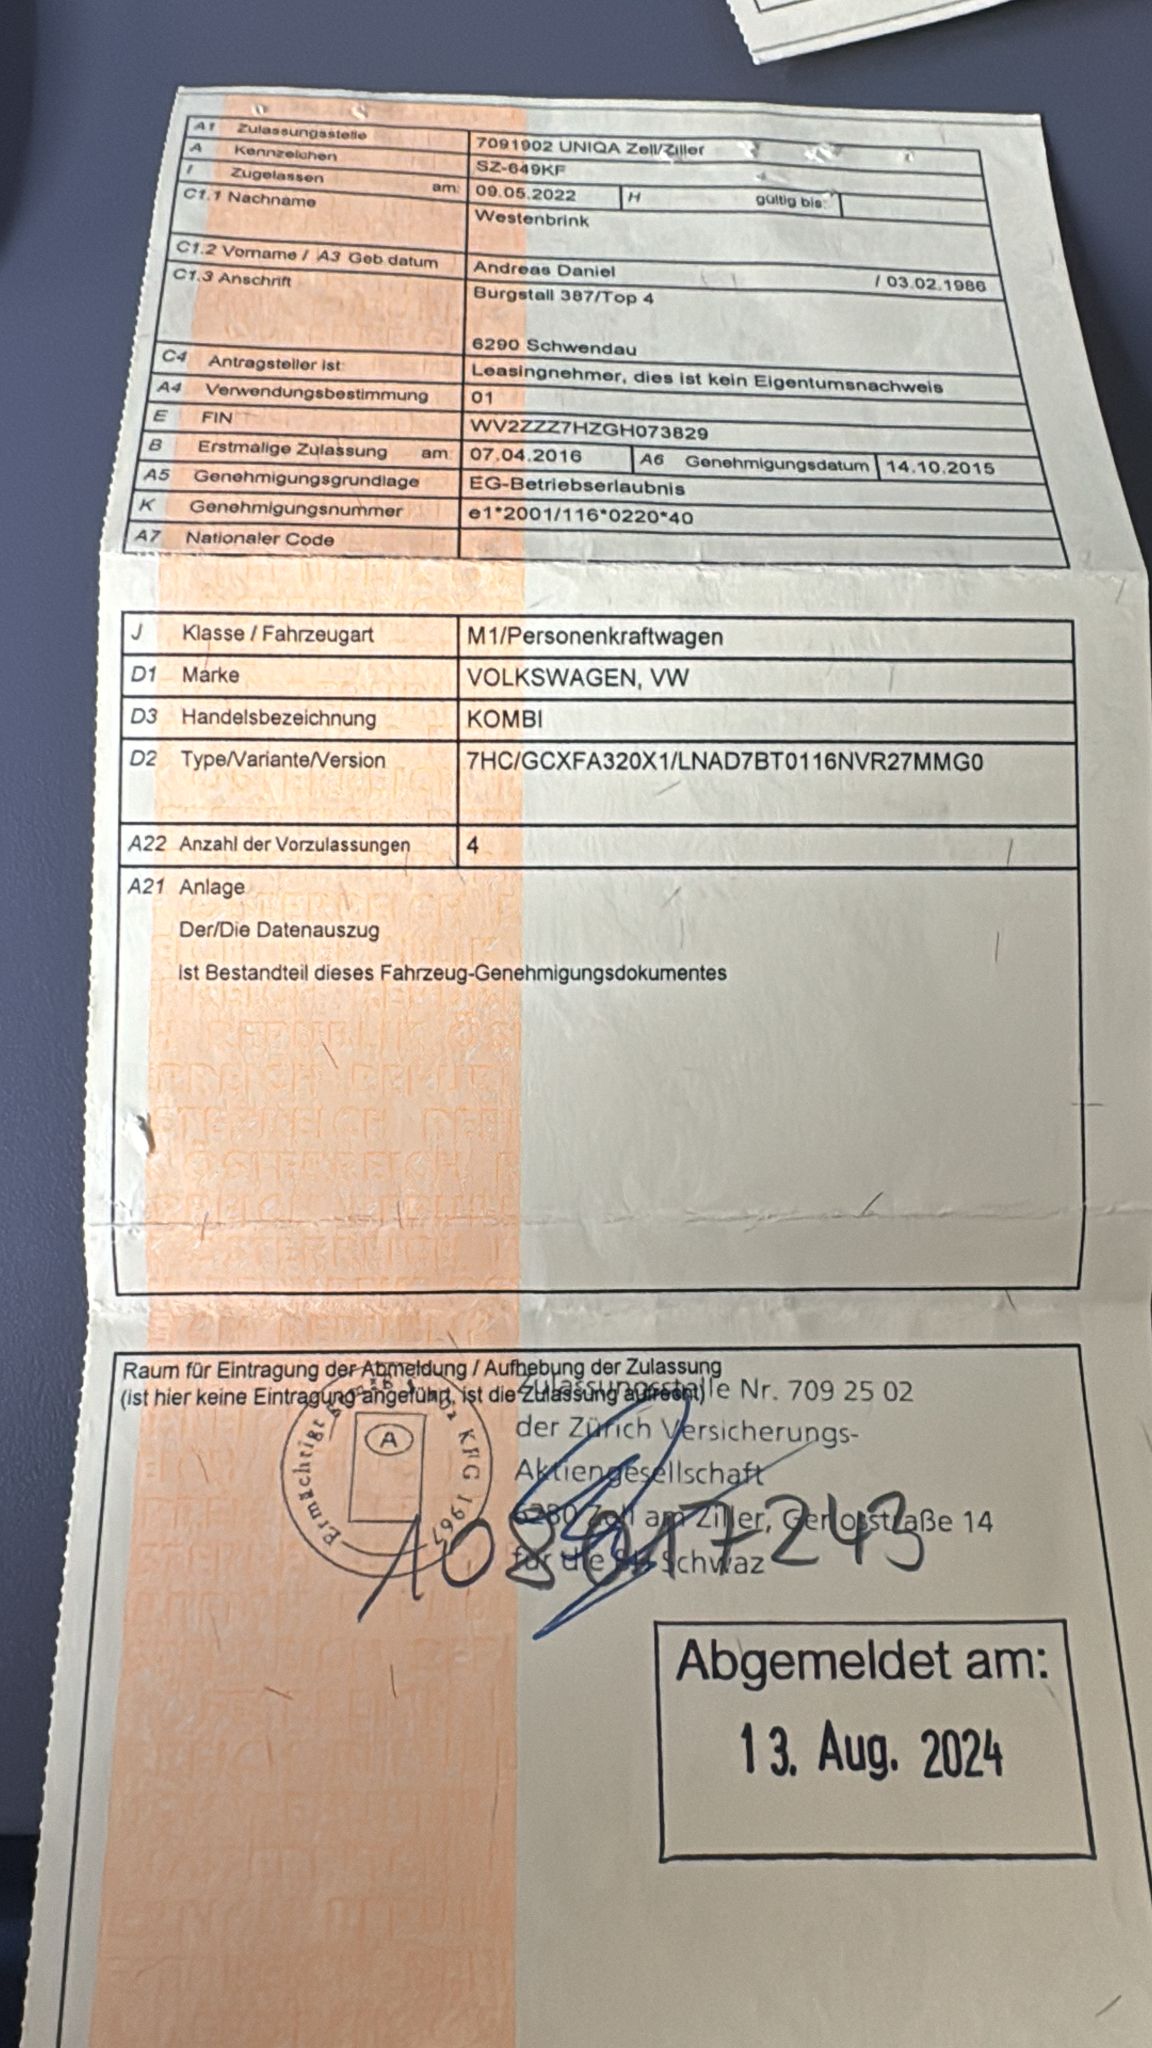 A1 Zulassungsstelle 7091902 UNIQA Zell/Ziller
A Kennzeichen SZ-649KF
I Zugelassen am: 09.05.2022 H gültig bis:
C1.1 Nachname Westenbrink
C1.2 Vorname / A3 Geb.datum Andreas Daniel / 03.02.1986
C1.3 Anschrift Burgstall 387/Top 4
6290 Schwendau
C4 Antragsteller ist: Leasingnehmer, dies ist kein Eigentumsnachweis
A4 Verwendungsbestimmung 01
E FIN WV2ZZZ7HZGH073829
B Erstmalige Zulassung am: 07.04.2016 A6 Genehmigungsdatum 14.10.2015
A5 Genehmigungsgrundlage EG-Betriebserlaubnis
K Genehmigungsnummer e1*2001/116*0220*40
A7 Nationaler Code
J Klasse / Fahrzeugart M1/Personenkraftwagen
D1 Marke VOLKSWAGEN, VW
D3 Handelsbezeichnung KOMBI
D2 Type/Variante/Version 7HC/GCXFA320X1/LNAD7BT0116NVR27MMG0
A22 Anzahl der Vorzulassungen 4
A21 Anlage
Der/Die Datenauszug
ist Bestandteil dieses Fahrzeug-Genehmigungsdokumentes
Raum für Eintragung der Abmeldung / Aufhebung der Zulassung
(ist hier keine Eintragung angeführt, ist die Zulassung aufrecht)
Zulassungsstelle Nr. 709 25 02
der Zürich Versicherungs-
Aktiengesellschaft
6280 Zell am Ziller, Gerlosstraße 14
für die BH Schwaz
Ermächtigt KFG 1967
A
Abgemeldet am:
13. Aug. 2024